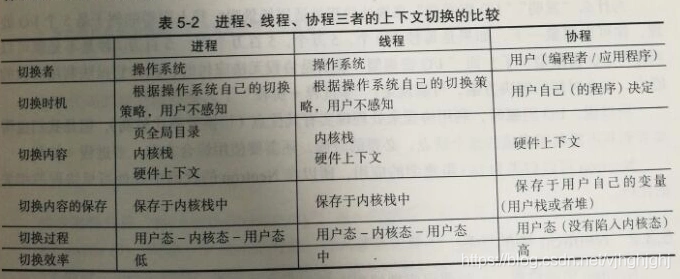 表 5-2 进程、线程、协程三者的上下文切换的比较
进程 线程 协程
切换者 操作系统 操作系统 用户（编程者/应用程序）
切换时机 根据操作系统自己的切换策略，用户不感知 根据操作系统自己的切换策略，用户不感知 用户自己（的程序）决定
切换内容 页全局目录 内核栈 硬件上下文 内核栈 硬件上下文 硬件上下文
切换内容的保存 保存于内核栈中 保存于内核栈中 保存于用户自己的变量（用户栈或者堆）
切换过程 用户态－内核态－用户态 用户态－内核态－用户态 用户态（没有陷入内核态）
切换效率 低 中 高